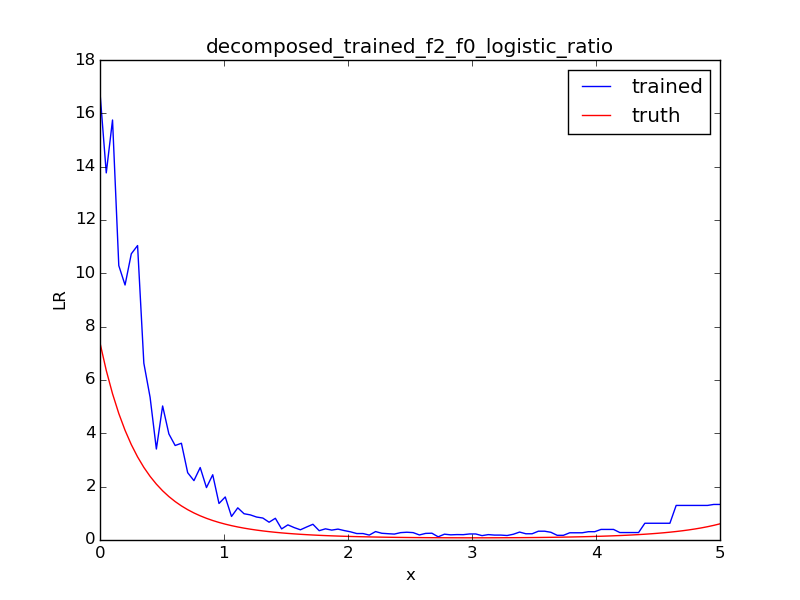 decomposed_trained_f2_f0_logistic_ratio
trained
truth
18
16
14
12
10
8
6
4
2
0
LR
0 1 2 3 4 5
x